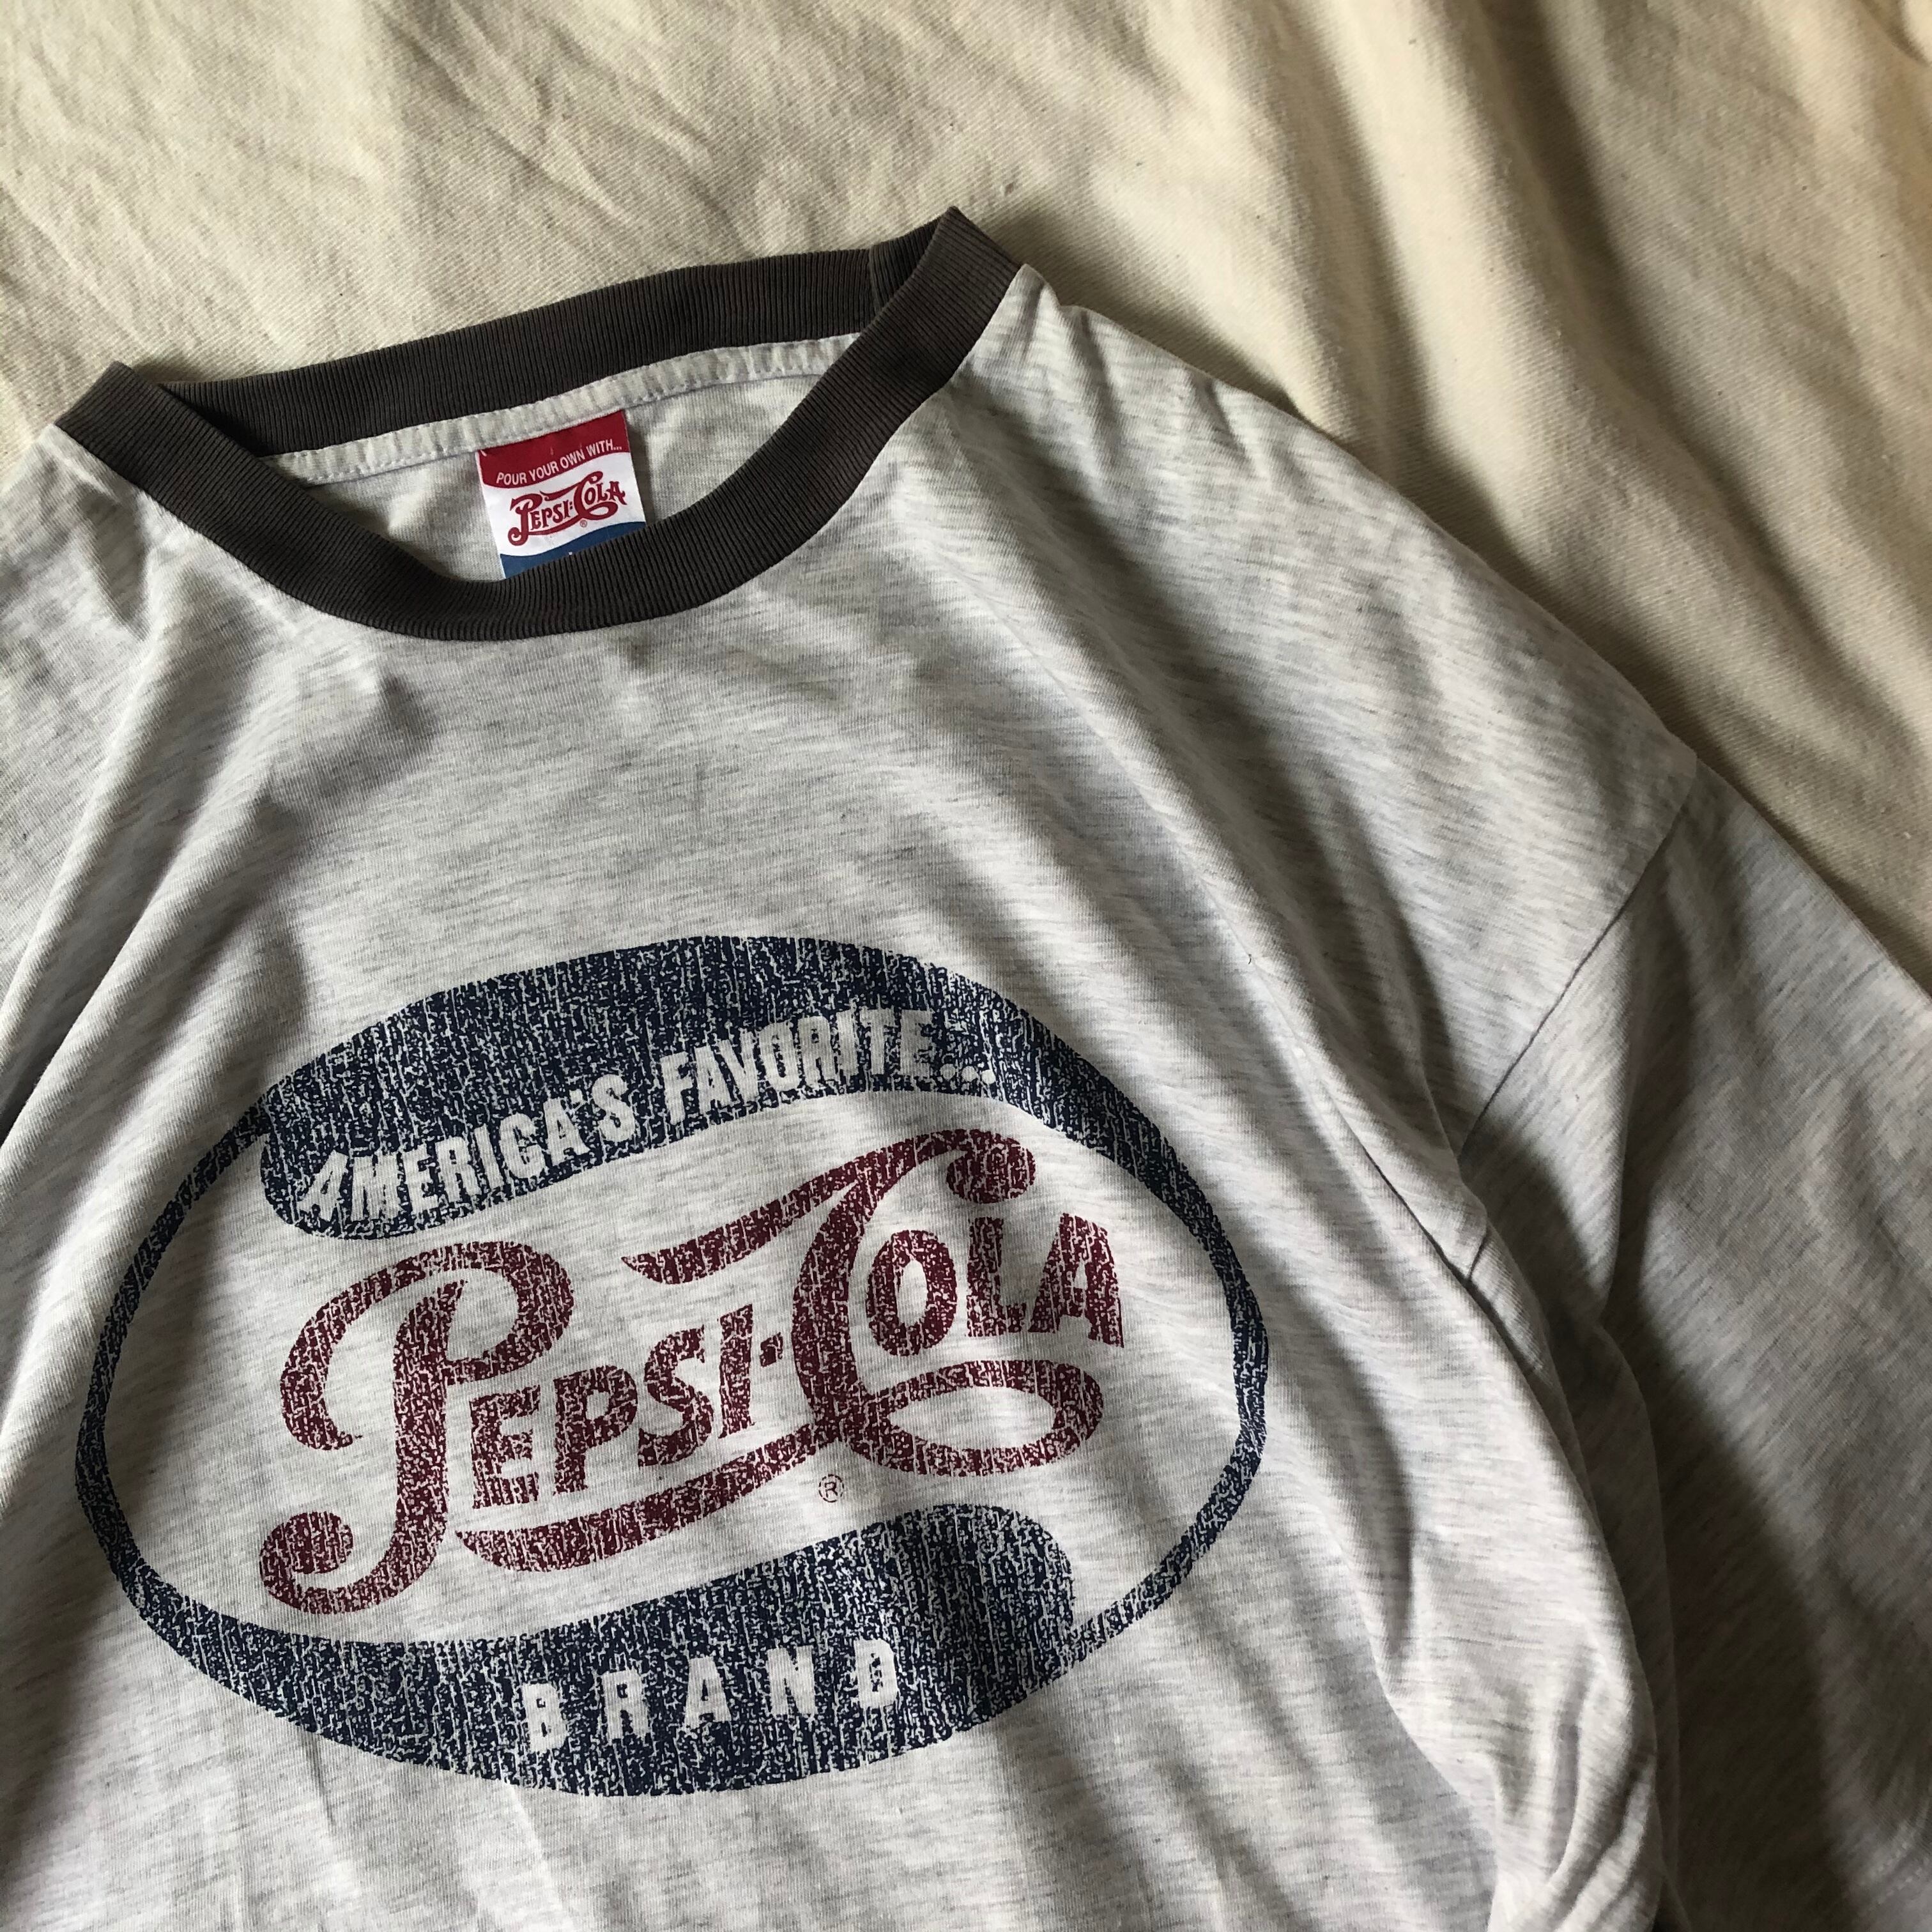 POUR YOUR OWN WITH...
PEPSI·COLA
®
AMERICA'S FAVORITE...
PEPSI·COLA
®
BRAND